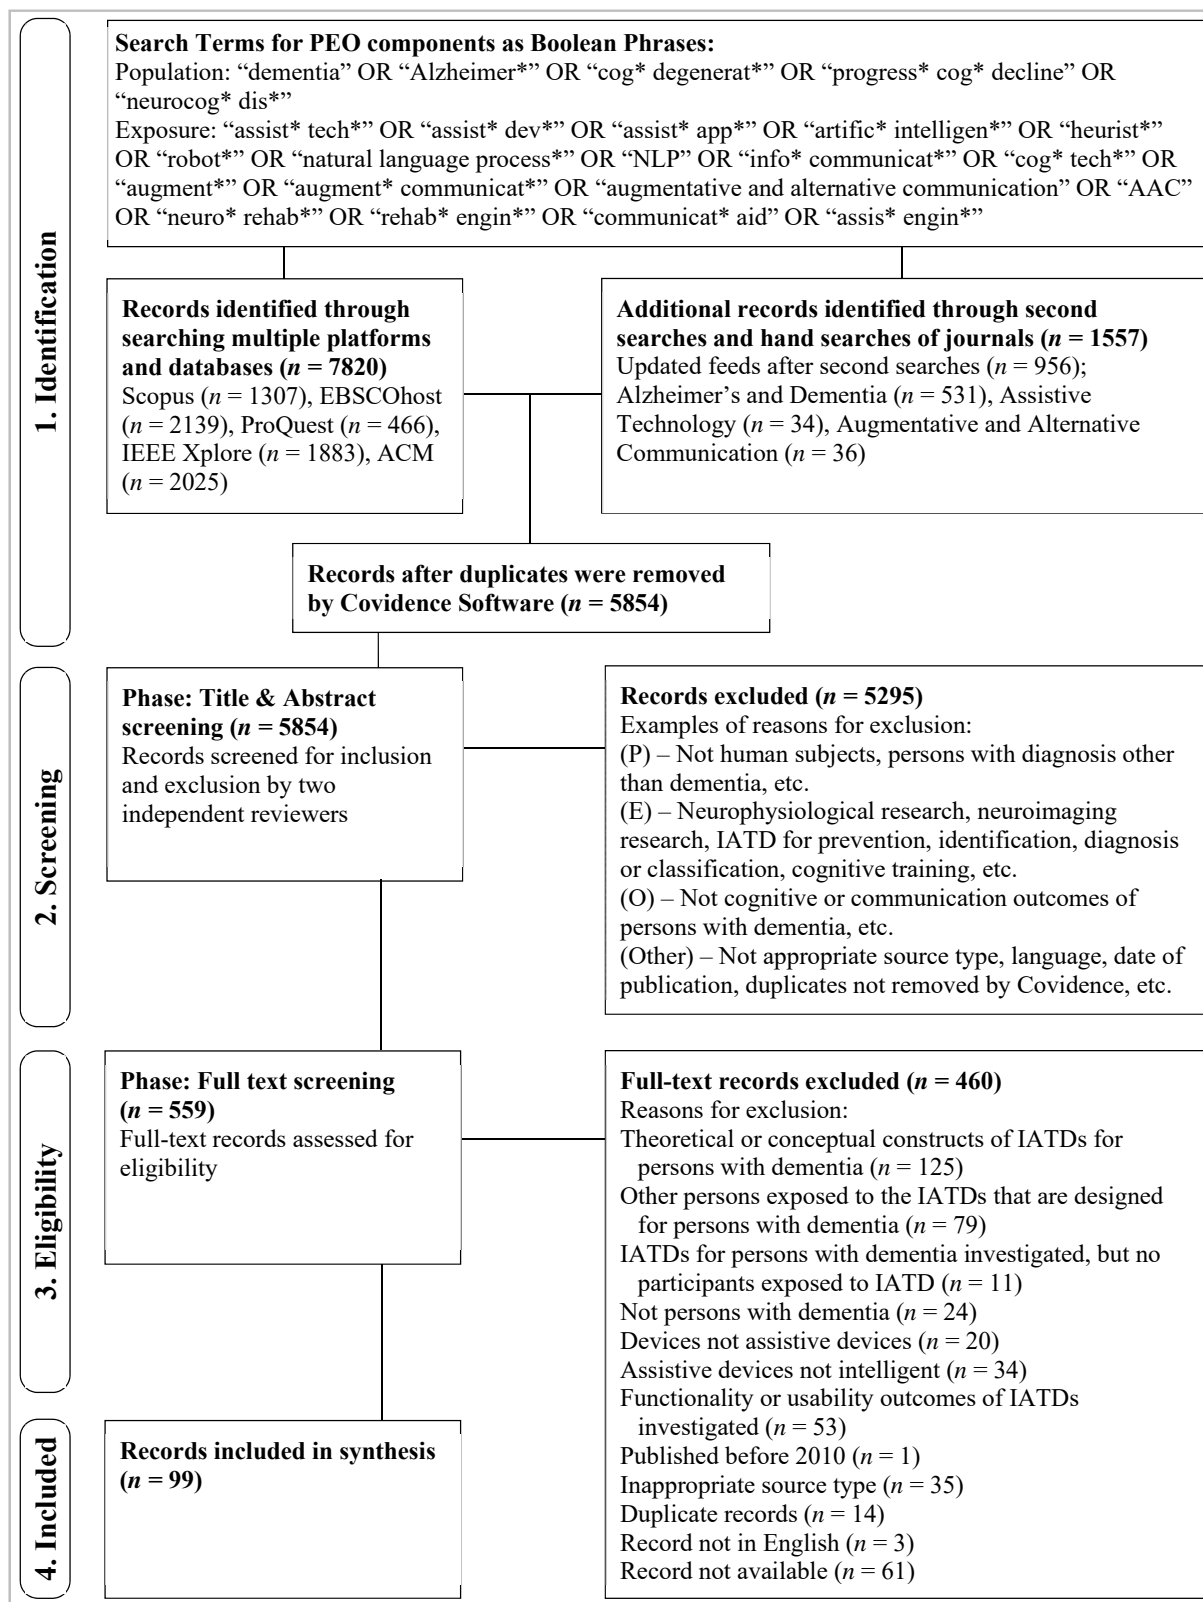 1. Identification
Search Terms for PEO components as Boolean Phrases:
Population: “dementia” OR “Alzheimer*” OR “cog* degenerat*” OR “progress* cog* decline” OR
“neurocog* dis*”
Exposure: “assist* tech*” OR “assist* dev*” OR “assist* app*” OR “artific* intelligen*” OR “heurist*”
OR “robot*” OR “natural language process*” OR “NLP” OR “info* communicat*” OR “cog* tech*” OR
“augment*” OR “augment* communicat*” OR “augmentative and alternative communication” OR “AAC”
OR “neuro* rehab*” OR “rehab* engin*” OR “communicat* aid” OR “assis* engin*”
Records identified through
searching multiple platforms
and databases (n = 7820)
Scopus (n = 1307), EBSCOhost
(n = 2139), ProQuest (n = 466),
IEEE Xplore (n = 1883), ACM
(n = 2025)
Additional records identified through second
searches and hand searches of journals (n = 1557)
Updated feeds after second searches (n = 956);
Alzheimer’s and Dementia (n = 531), Assistive
Technology (n = 34), Augmentative and Alternative
Communication (n = 36)
Records after duplicates were removed
by Covidence Software (n = 5854)
2. Screening
Phase: Title & Abstract
screening (n = 5854)
Records screened for inclusion
and exclusion by two
independent reviewers
Records excluded (n = 5295)
Examples of reasons for exclusion:
(P) – Not human subjects, persons with diagnosis other
than dementia, etc.
(E) – Neurophysiological research, neuroimaging
research, IATD for prevention, identification, diagnosis
or classification, cognitive training, etc.
(O) – Not cognitive or communication outcomes of
persons with dementia, etc.
(Other) – Not appropriate source type, language, date of
publication, duplicates not removed by Covidence, etc.
3. Eligibility
Phase: Full text screening
(n = 559)
Full-text records assessed for
eligibility
Full-text records excluded (n = 460)
Reasons for exclusion:
Theoretical or conceptual constructs of IATDs for
persons with dementia (n = 125)
Other persons exposed to the IATDs that are designed
for persons with dementia (n = 79)
IATDs for persons with dementia investigated, but no
participants exposed to IATD (n = 11)
Not persons with dementia (n = 24)
Devices not assistive devices (n = 20)
Assistive devices not intelligent (n = 34)
Functionality or usability outcomes of IATDs
investigated (n = 53)
Published before 2010 (n = 1)
Inappropriate source type (n = 35)
Duplicate records (n = 14)
Record not in English (n = 3)
Record not available (n = 61)
4. Included
Records included in synthesis
(n = 99)